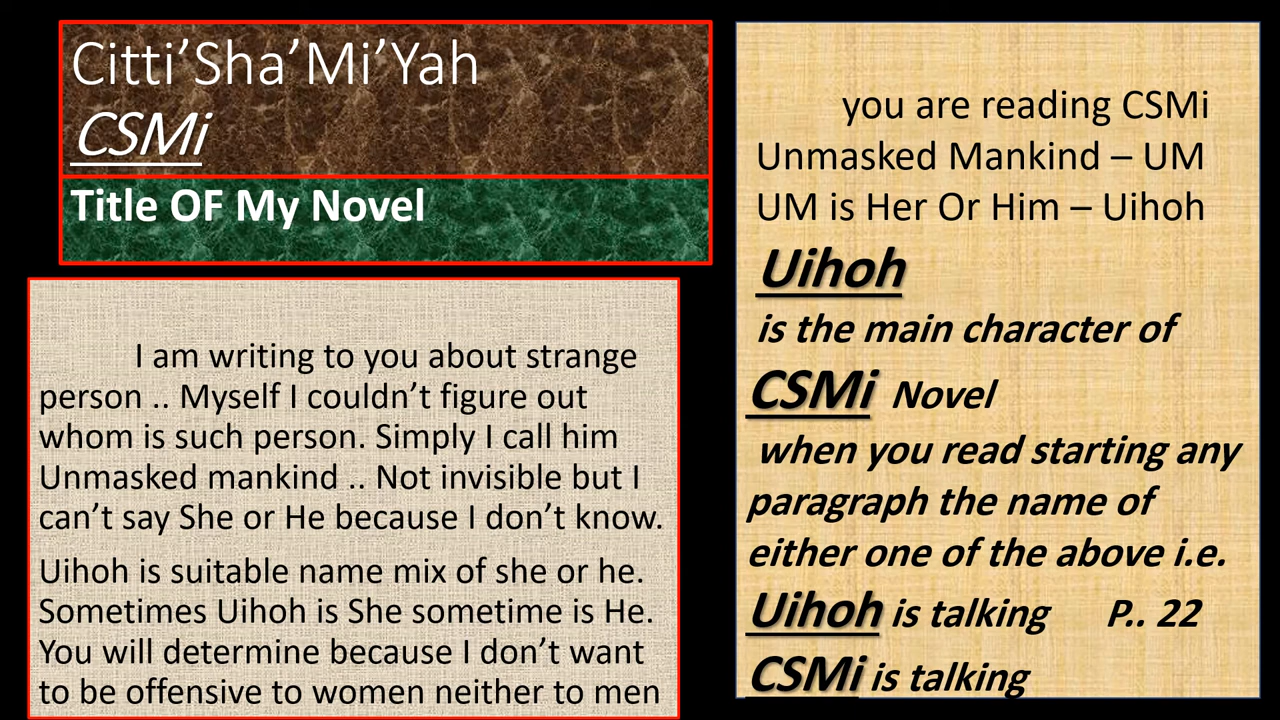 Citti’Sha’Mi’Yah
CSMi
Title OF My Novel
I am writing to you about strange
person .. Myself I couldn’t figure out
whom is such person. Simply I call him
Unmasked mankind .. Not invisible but I
can’t say She or He because I don’t know.
Uihoh is suitable name mix of she or he.
Sometimes Uihoh is She sometime is He.
You will determine because I don’t want
to be offensive to women neither to men
you are reading CSMi
Unmasked Mankind – UM
UM is Her Or Him – Uihoh
Uihoh
is the main character of
CSMi Novel
when you read starting any
paragraph the name of
either one of the above i.e.
Uihoh is talking P.. 22
CSMi is talking